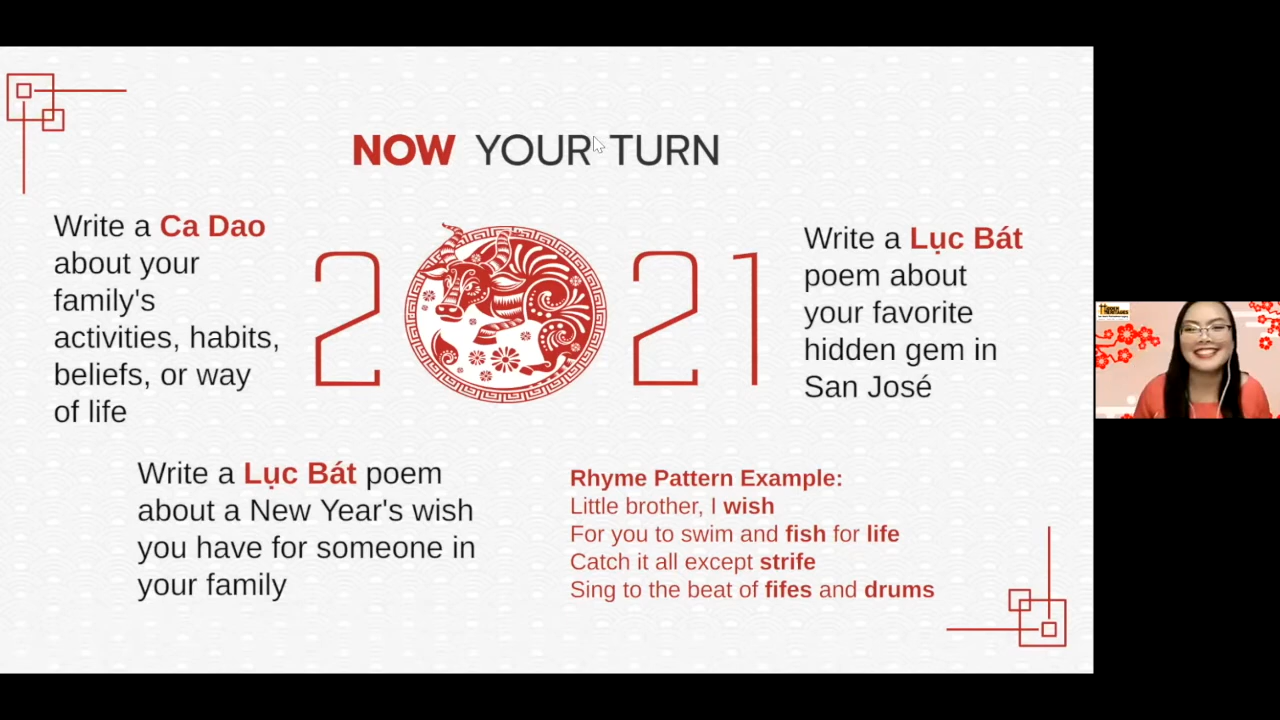 NOW YOUR TURN
Write a Ca Dao
about your
family's
activities, habits,
beliefs, or way
of life
2021
Write a Lục Bát
poem about
your favorite
hidden gem in
San José
Write a Lục Bát poem
about a New Year's wish
you have for someone in
your family
Rhyme Pattern Example:
Little brother, I wish
For you to swim and fish for life
Catch it all except strife
Sing to the beat of fifes and drums